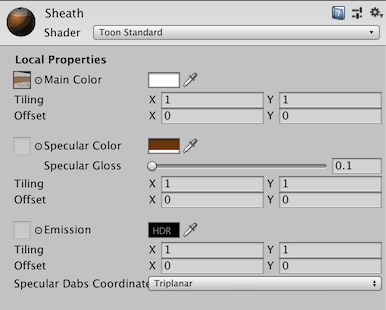 Sheath
Shader Toon Standard
Local Properties
Main Color
Tiling X 1 Y 1
Offset X 0 Y 0
Specular Color
Specular Gloss 0.1
Tiling X 1 Y 1
Offset X 0 Y 0
Emission HDR
Tiling X 1 Y 1
Offset X 0 Y 0
Specular Dabs Coordinate Triplanar